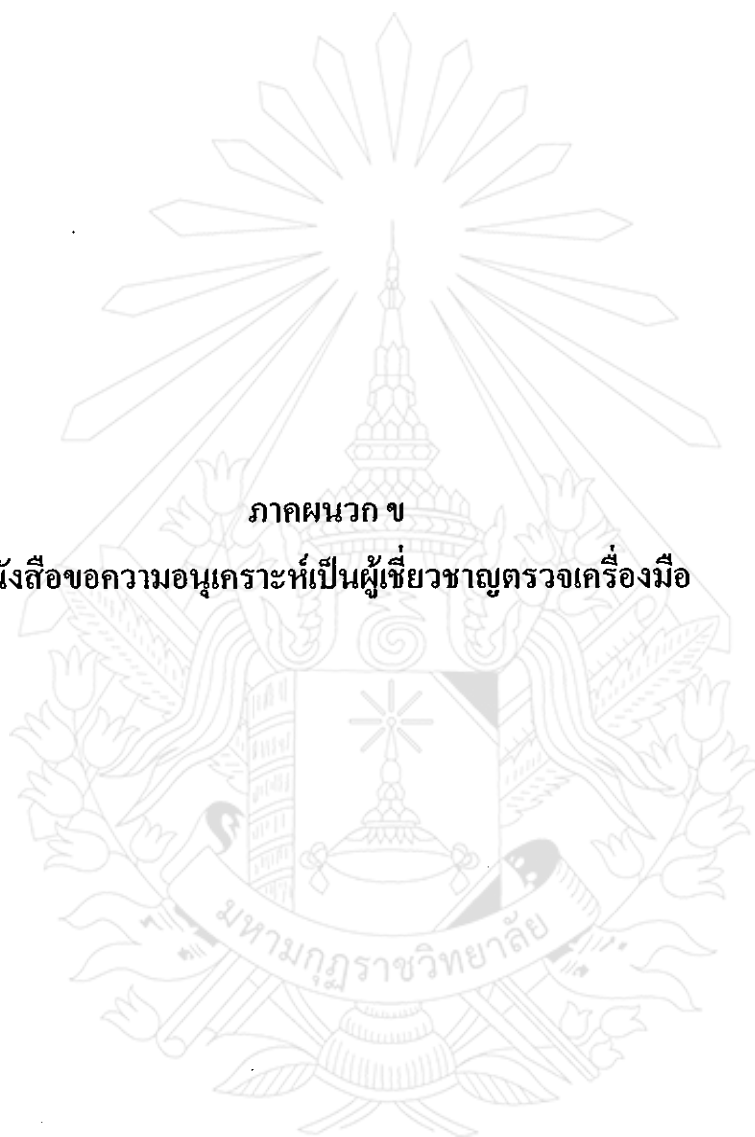 ภาคผนวก ข
ังสือขอความอนุเคราะห์เป็นผู้เชี่ยวชาญตรวจเครื่องมือ
มหามกุฏราชวิทยาลัย